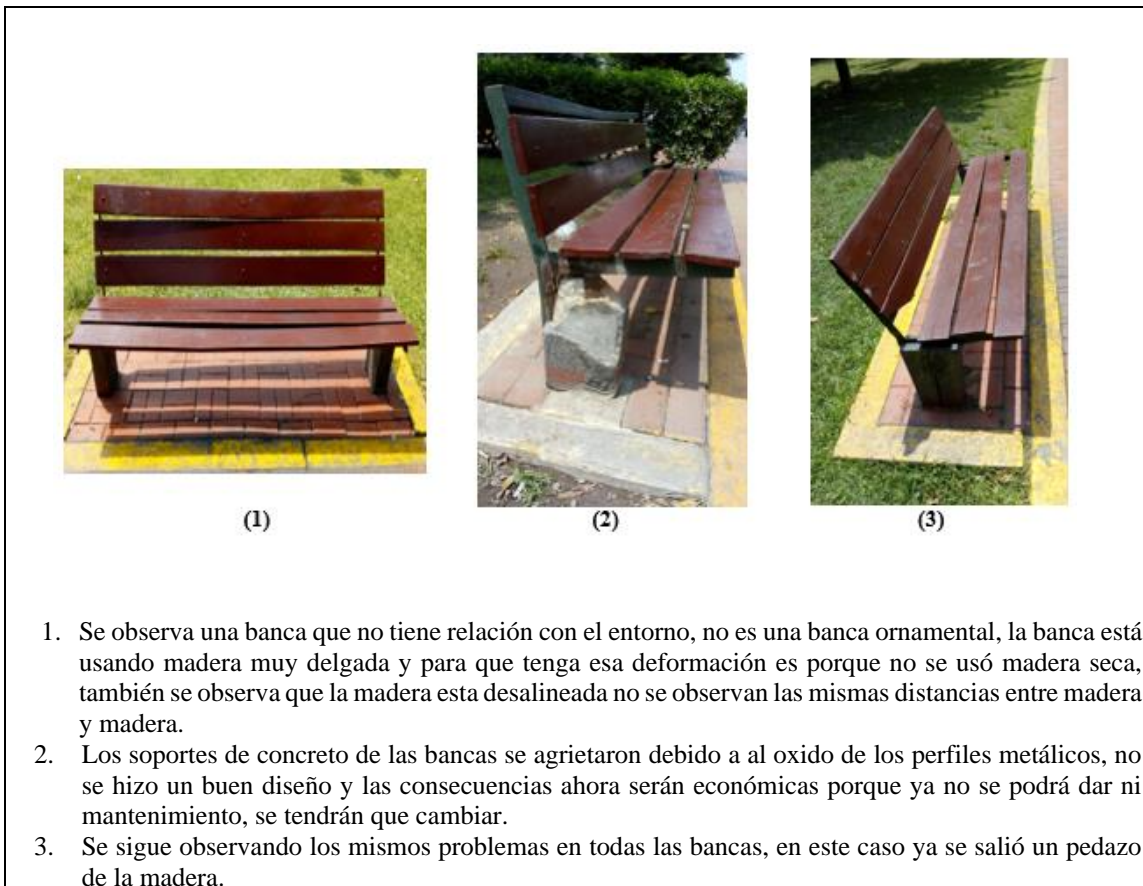 (1)
(2)
(3)
1. Se observa una banca que no tiene relación con el entorno, no es una banca ornamental, la banca está
usando madera muy delgada y para que tenga esa deformación es porque no se usó madera seca,
también se observa que la madera esta desalineada no se observan las mismas distancias entre madera
y madera.
2. Los soportes de concreto de las bancas se agrietaron debido a al oxido de los perfiles metálicos, no
se hizo un buen diseño y las consecuencias ahora serán económicas porque ya no se podrá dar ni
mantenimiento, se tendrán que cambiar.
3. Se sigue observando los mismos problemas en todas las bancas, en este caso ya se salió un pedazo
de la madera.